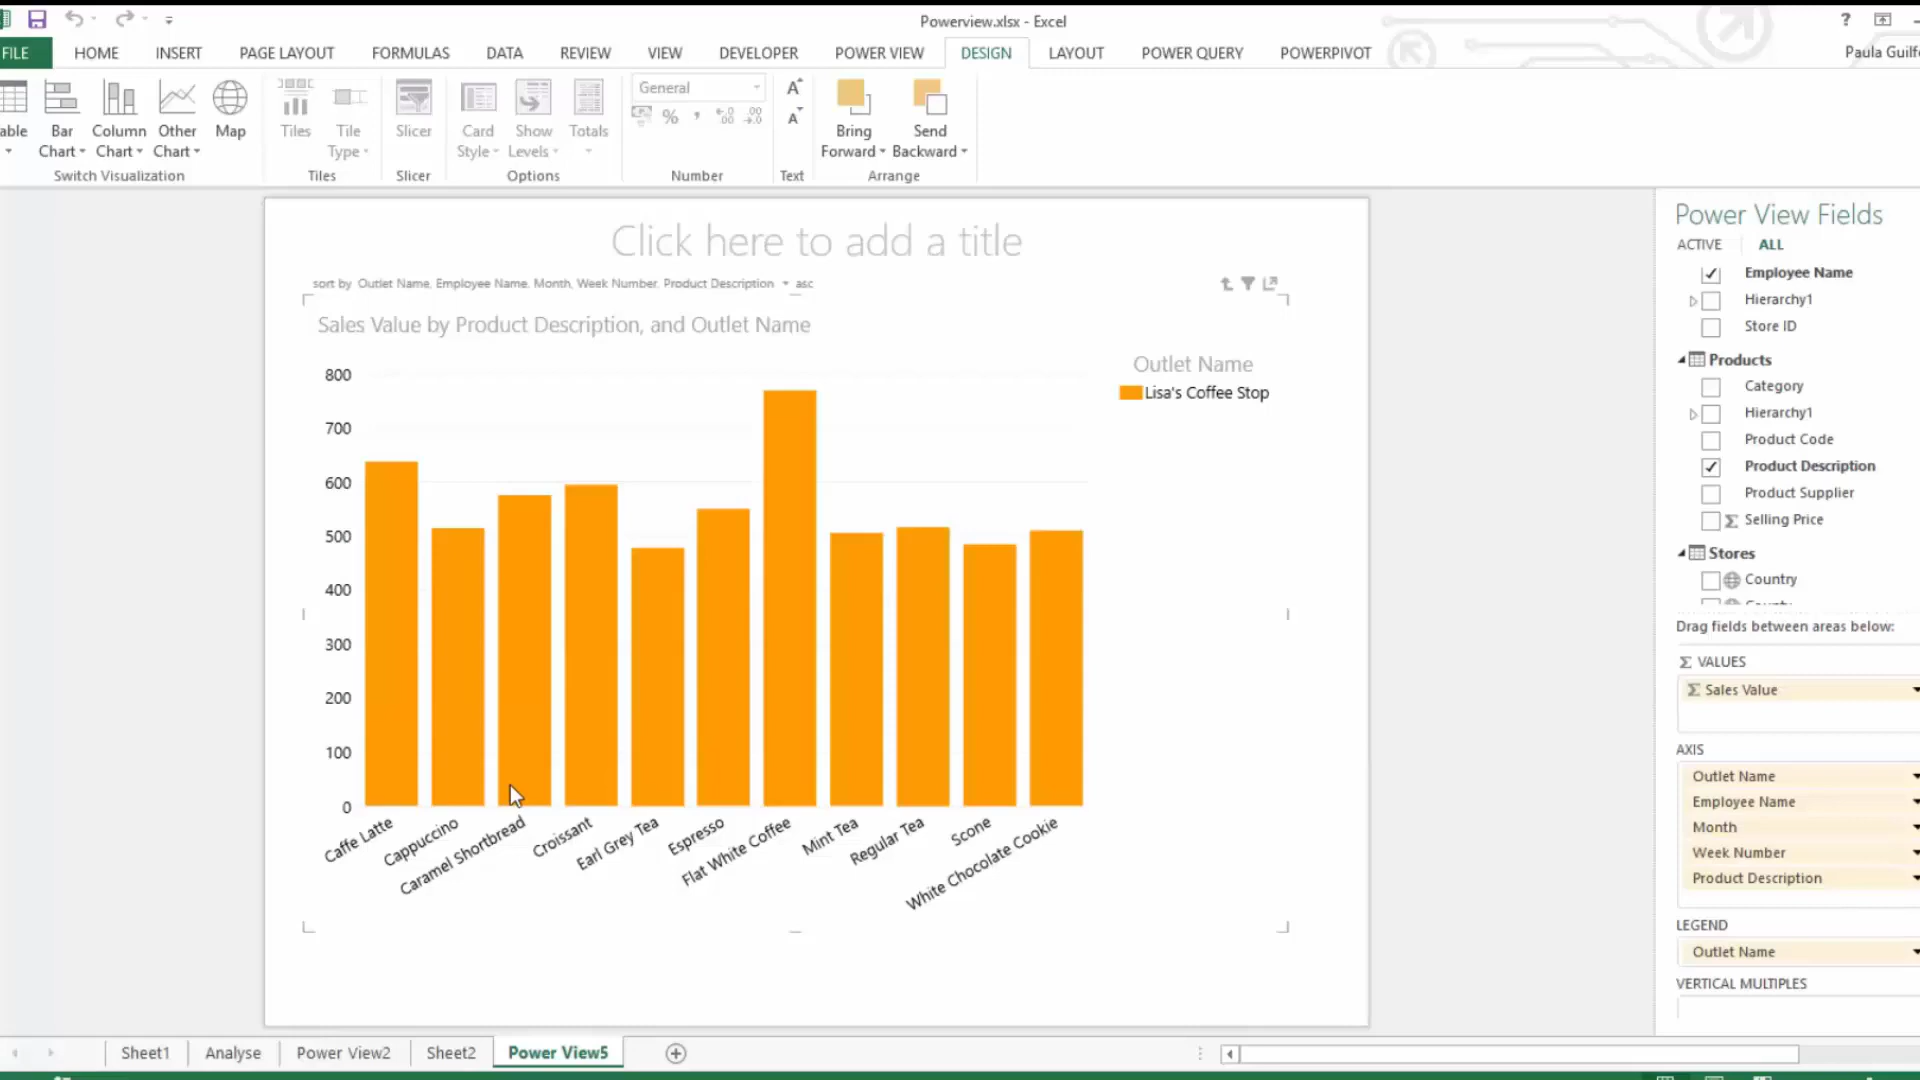 Powerview.xlsx - Excel
?
FILE HOME INSERT PAGE LAYOUT FORMULAS DATA REVIEW VIEW DEVELOPER POWER VIEW DESIGN LAYOUT POWER QUERY POWERPIVOT
Paula Guilfo
able
Bar Chart
Column Chart
Other Chart
Map
Switch Visualization
Tiles
Tile Type
Tiles
Slicer
Slicer
Card Style
Show Levels
Totals
Options
General
% , .00
Number
A A
Text
Bring Forward
Send Backward
Arrange
Click here to add a title
sort by Outlet Name, Employee Name, Month, Week Number, Product Description asc
Sales Value by Product Description, and Outlet Name
Outlet Name
Lisa's Coffee Stop
800
700
600
500
400
300
200
100
0
Caffe Latte
Cappuccino
Caramel Shortbread
Croissant
Earl Grey Tea
Espresso
Flat White Coffee
Mint Tea
Regular Tea
Scone
White Chocolate Cookie
Power View Fields
ACTIVE ALL
Employee Name
Hierarchy1
Store ID
Products
Category
Hierarchy1
Product Code
Product Description
Product Supplier
Σ Selling Price
Stores
Country
Drag fields between areas below:
Σ VALUES
Σ Sales Value
AXIS
Outlet Name
Employee Name
Month
Week Number
Product Description
LEGEND
Outlet Name
VERTICAL MULTIPLES
Sheet1 Analyse Power View2 Sheet2 Power View5